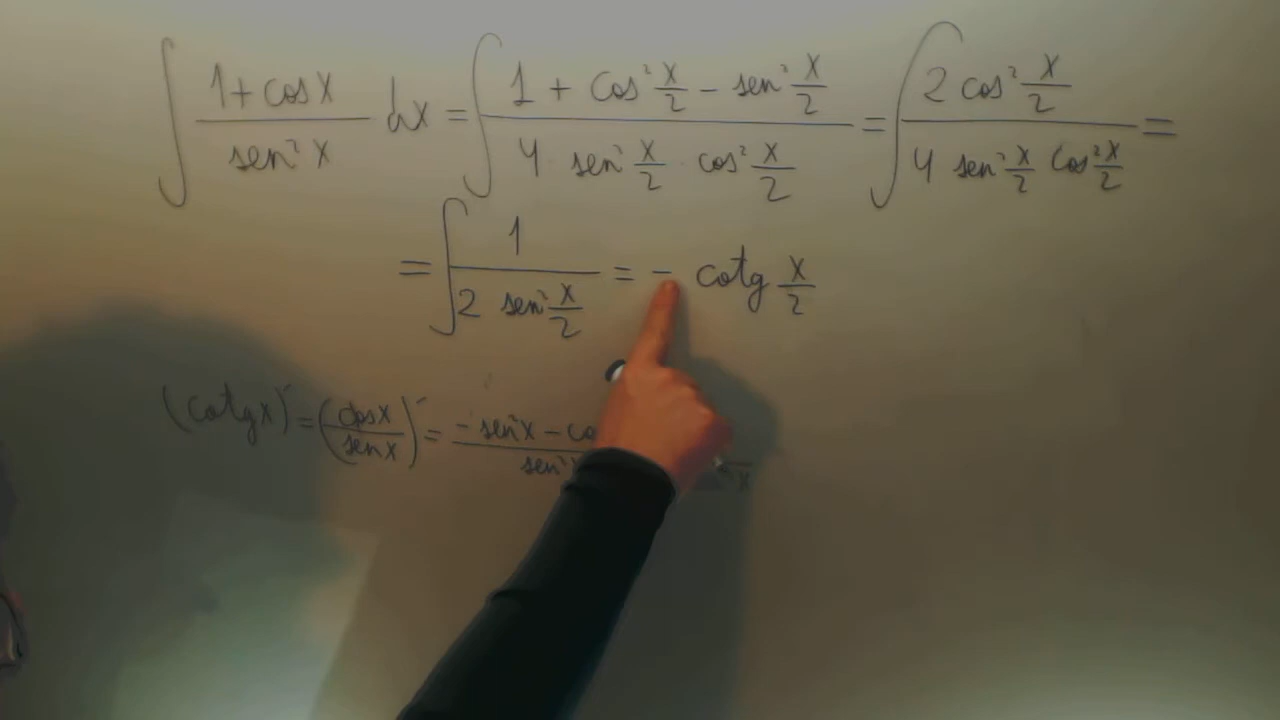 ∫ (1 + cos x)/(sen² x) dx = ∫ (1 + cos² x/2 − sen² x/2)/(4 sen² x/2 · cos² x/2) = ∫ (2 cos² x/2)/(4 sen² x/2 cos² x/2) =
= ∫ 1/(2 sen² x/2) = − cotg x/2
(cotg x)' = (cos x/sen x)' = − sen² x − co